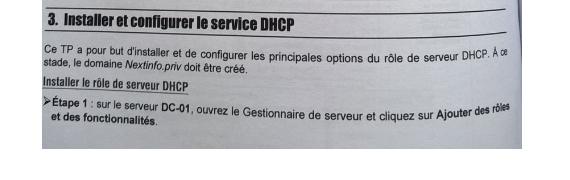 3. Installer et configurer le service DHCP
Ce TP a pour but d'installer et de configurer les principales options du rôle de serveur DHCP. À ce
stade, le domaine Nextinfo.priv doit être créé.
Installer le rôle de serveur DHCP
➢Étape 1 : sur le serveur DC-01, ouvrez le Gestionnaire de serveur et cliquez sur Ajouter des rôles
et des fonctionnalités.